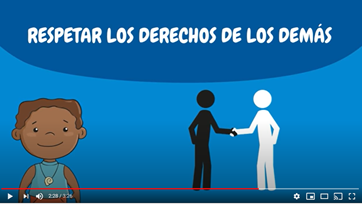 RESPETAR LOS DERECHOS DE LOS DEMÁS
2:28 / 3:26